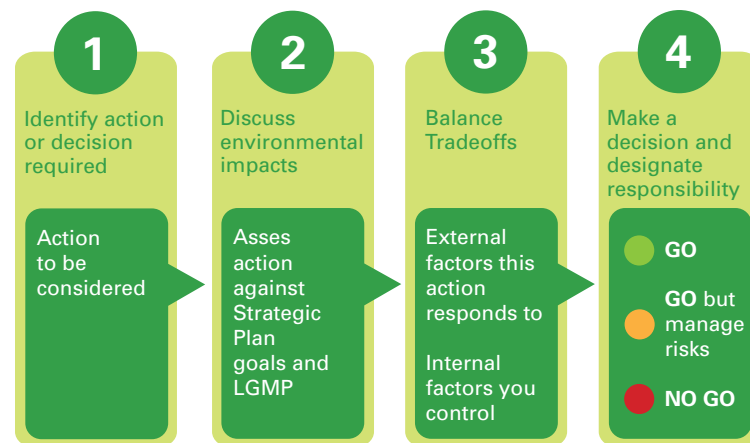 1
Identify action
or decision
required
Action
to be
considered
2
Discuss
environmental
impacts
Asses
action
against
Strategic
Plan
goals and
LGMP
3
Balance
Tradeoffs
External
factors this
action
responds to
Internal
factors you
control
4
Make a
decision and
designate
responsibility
GO
GO but
manage
risks
NO GO